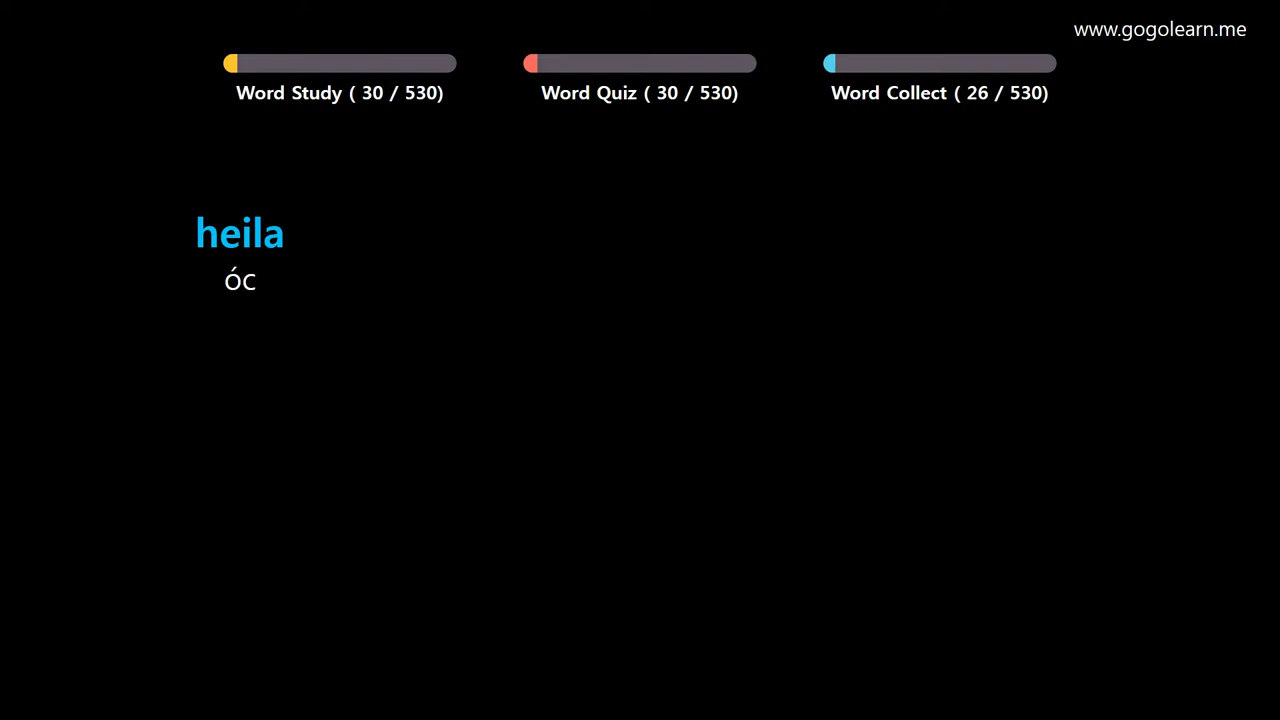 www.gogolearn.me
Word Study ( 30 / 530)
Word Quiz ( 30 / 530)
Word Collect ( 26 / 530)
heila
óc